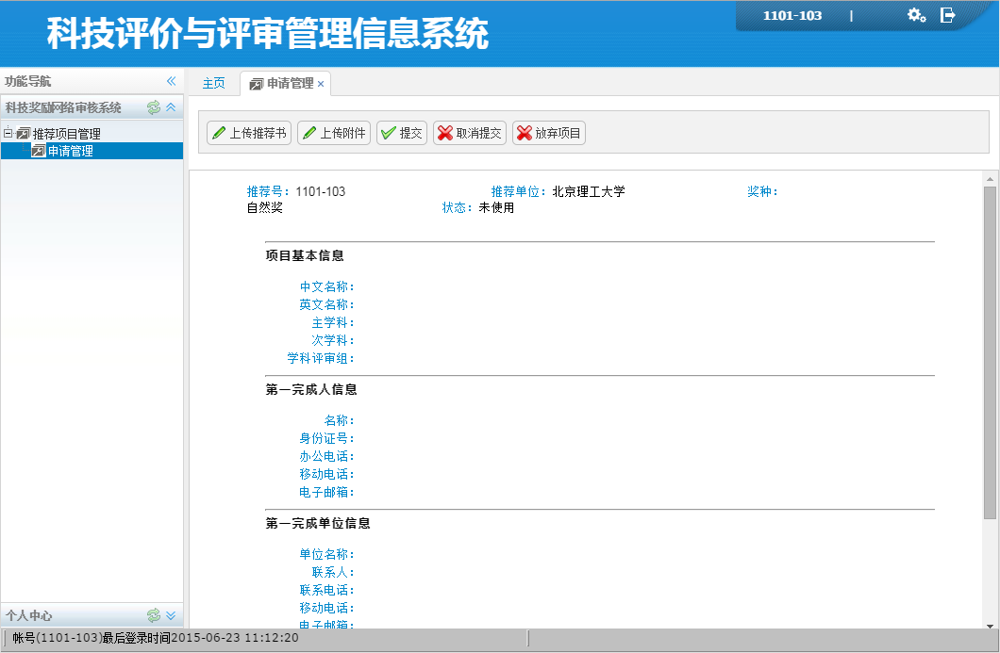 科技评价与评审管理信息系统
1101-103 |
功能导航
主页 申请管理
科技奖励网络审核系统
推荐项目管理
申请管理
上传推荐书 上传附件 提交 取消提交 放弃项目
推荐号：1101-103 推荐单位：北京理工大学 奖种：
自然奖 状态：未使用
项目基本信息
中文名称：
英文名称：
主学科：
次学科：
学科评审组：
第一完成人信息
名称：
身份证号：
办公电话：
移动电话：
电子邮箱：
第一完成单位信息
单位名称：
联系人：
联系电话：
移动电话：
电子邮箱：
个人中心
帐号(1101-103)最后登录时间2015-06-23 11:12:20